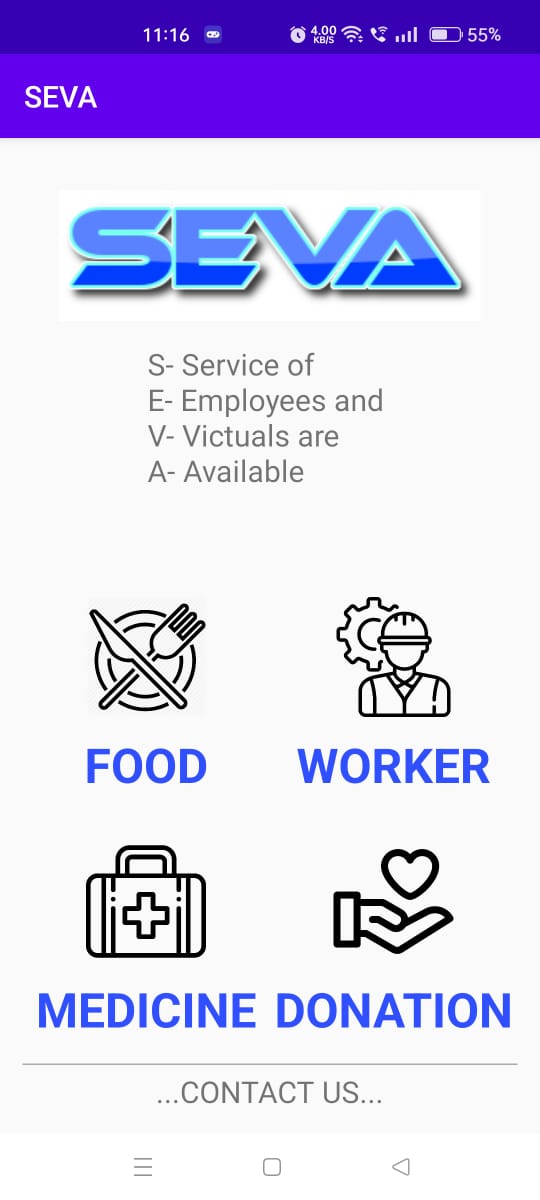 11:16
4.00
KB/S
55%
SEVA
SEVA
S- Service of
E- Employees and
V- Victuals are
A- Available
FOOD WORKER
MEDICINE DONATION
...CONTACT US...